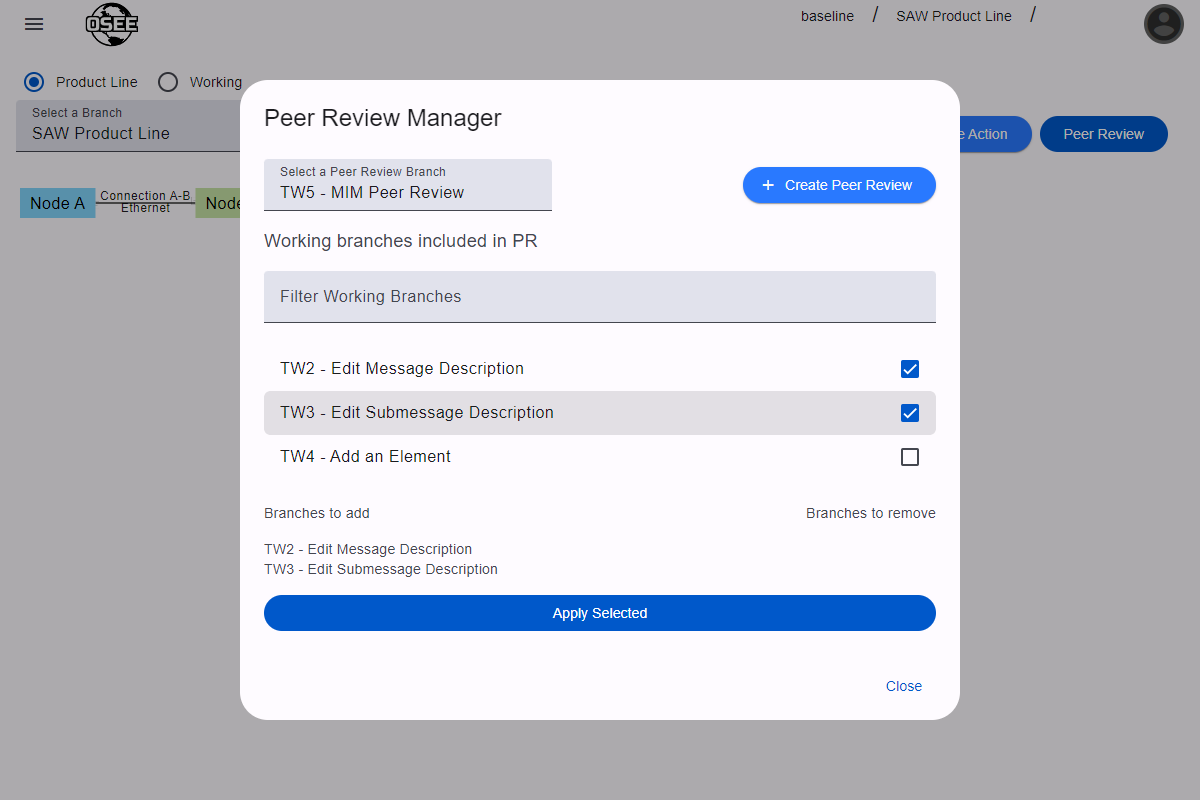 OSEE
baseline / SAW Product Line /
Product Line
Working
Select a Branch
SAW Product Line
e Action
Peer Review
Node A
Connection A-B
Ethernet
Node
Peer Review Manager
Select a Peer Review Branch
TW5 - MIM Peer Review
+ Create Peer Review
Working branches included in PR
Filter Working Branches
TW2 - Edit Message Description
TW3 - Edit Submessage Description
TW4 - Add an Element
Branches to add
Branches to remove
TW2 - Edit Message Description
TW3 - Edit Submessage Description
Apply Selected
Close